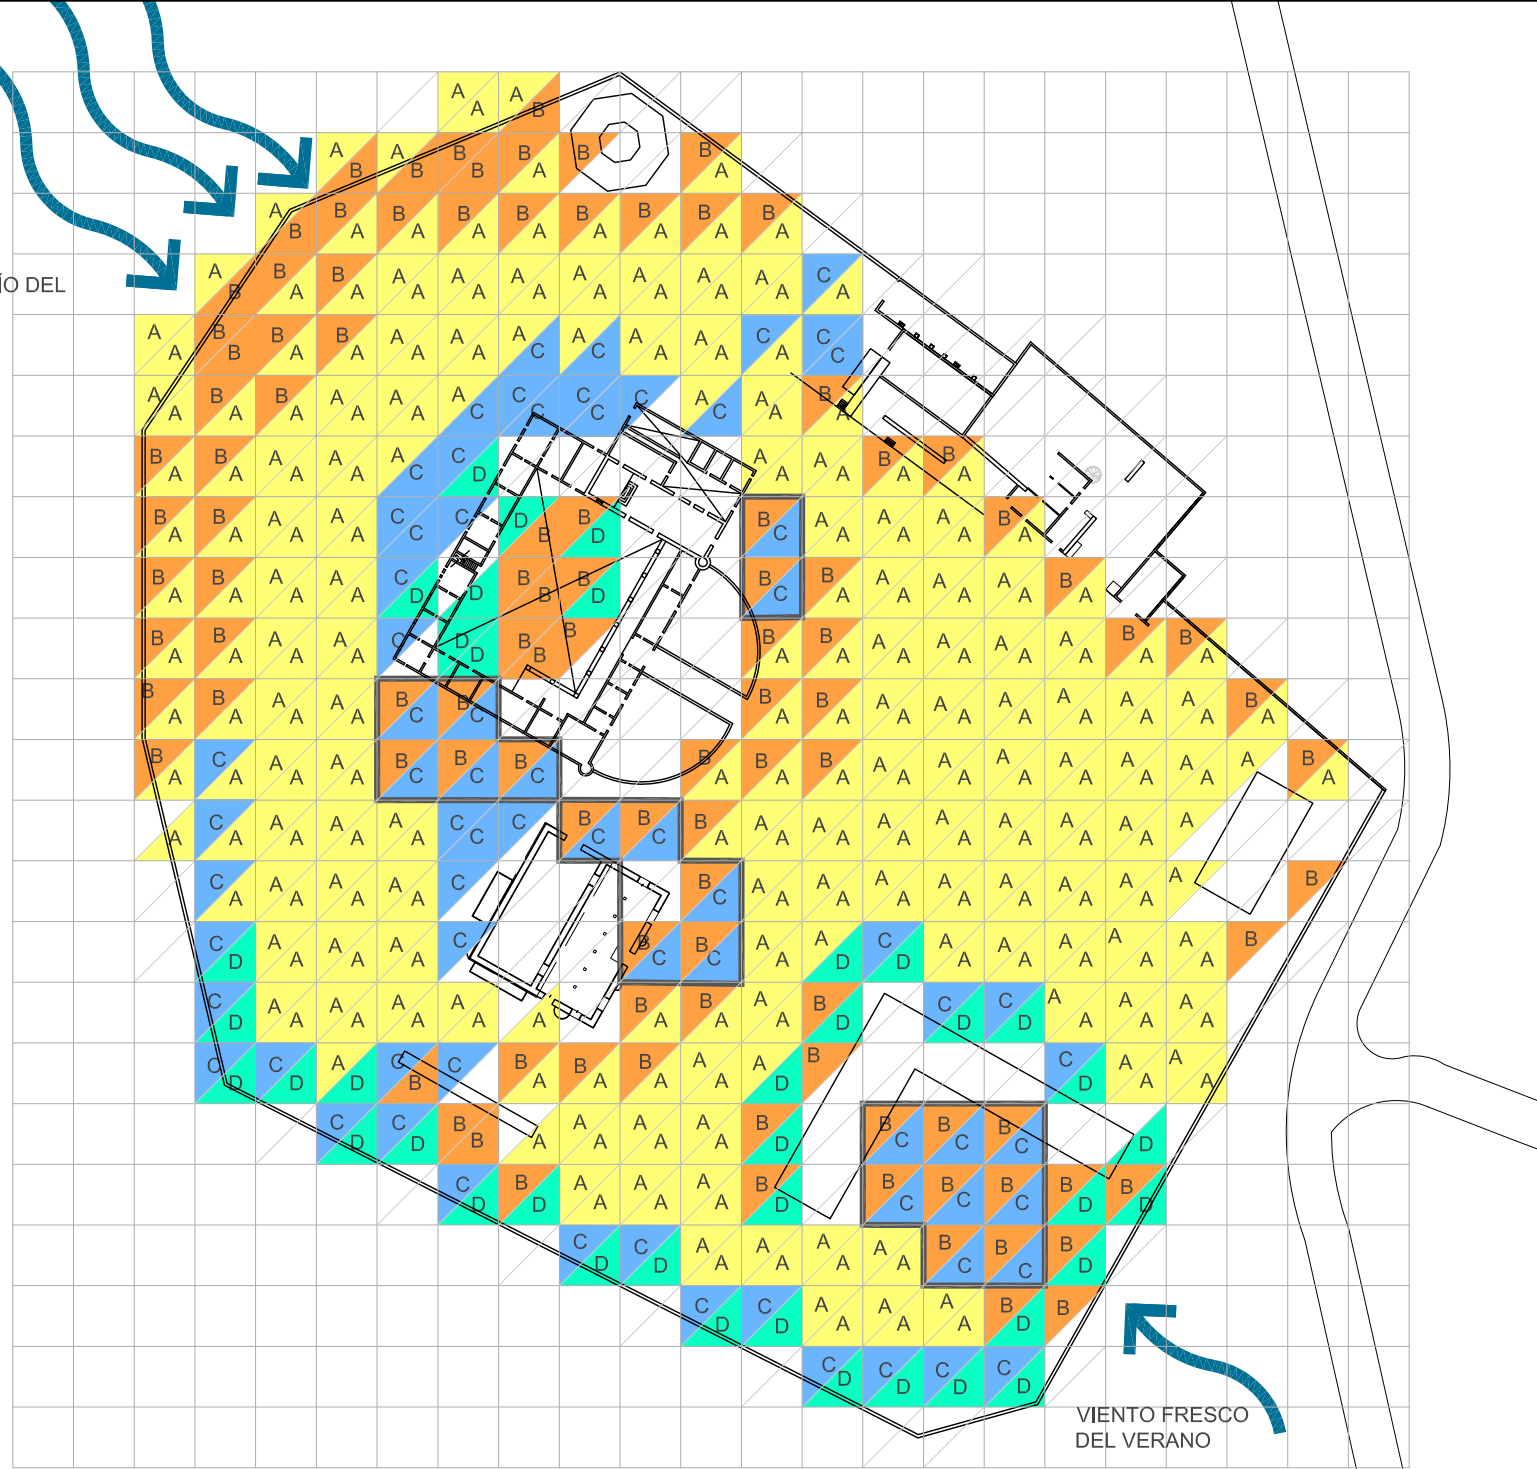 A A
A B
A A B B B B
B B B A A
A B B B B B B B B
B A A A A A A A A
A B B A A A A A A A C
B A A A A A A A A A A
ÍO DEL
A B B B A A A A A A C C
A B A A A A C C A A A C
A B B A A A C C C A A B
A A A A A C C C C A A
B B A A A C A A B B
A A A A C D A A A A
B B A A C C D B B A A A B
A A A A C B D C A A A A
B B A A C B B B B A A A B
A A A A D D B D C A A A A
B B A A C D B B B B A A A A B B
A A A A D B A A A A A A A A
B B A A B B B B A A A A A A B
A A A A C C A A A A A A A A A
B C A A B B B B B B A A A A A A A B
A A A A C C C A A A A A A A A A A
C A A A C C B B B A A A A A A A A
A A A A A C C A A A A A A A A
C A A A C B A A A A A A A A B
A A A A C A A A A A A A
C A A A C B B A A C A A A A A B
D A A A C C A D D A A A A A
C A A A A B B A B C C A A A
D A A A A A A A A D D D A A A
C C A C C B B B A A B C A A
D D D B A A A A D D A A
C C B A A A B B B B
D D B A A A A D C C C D
C B A A A B B B B B B
D D A A A D C C C D D
C C A A A A B B B
D D A A A A C C D
C C A A A B B
D D A A A D
C C C C
D D D D
VIENTO FRESCO
DEL VERANO